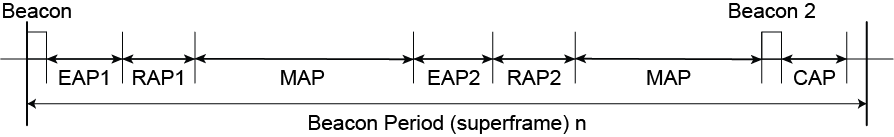 Beacon Beacon 2
EAP1 RAP1 MAP EAP2 RAP2 MAP CAP
Beacon Period (superframe) n